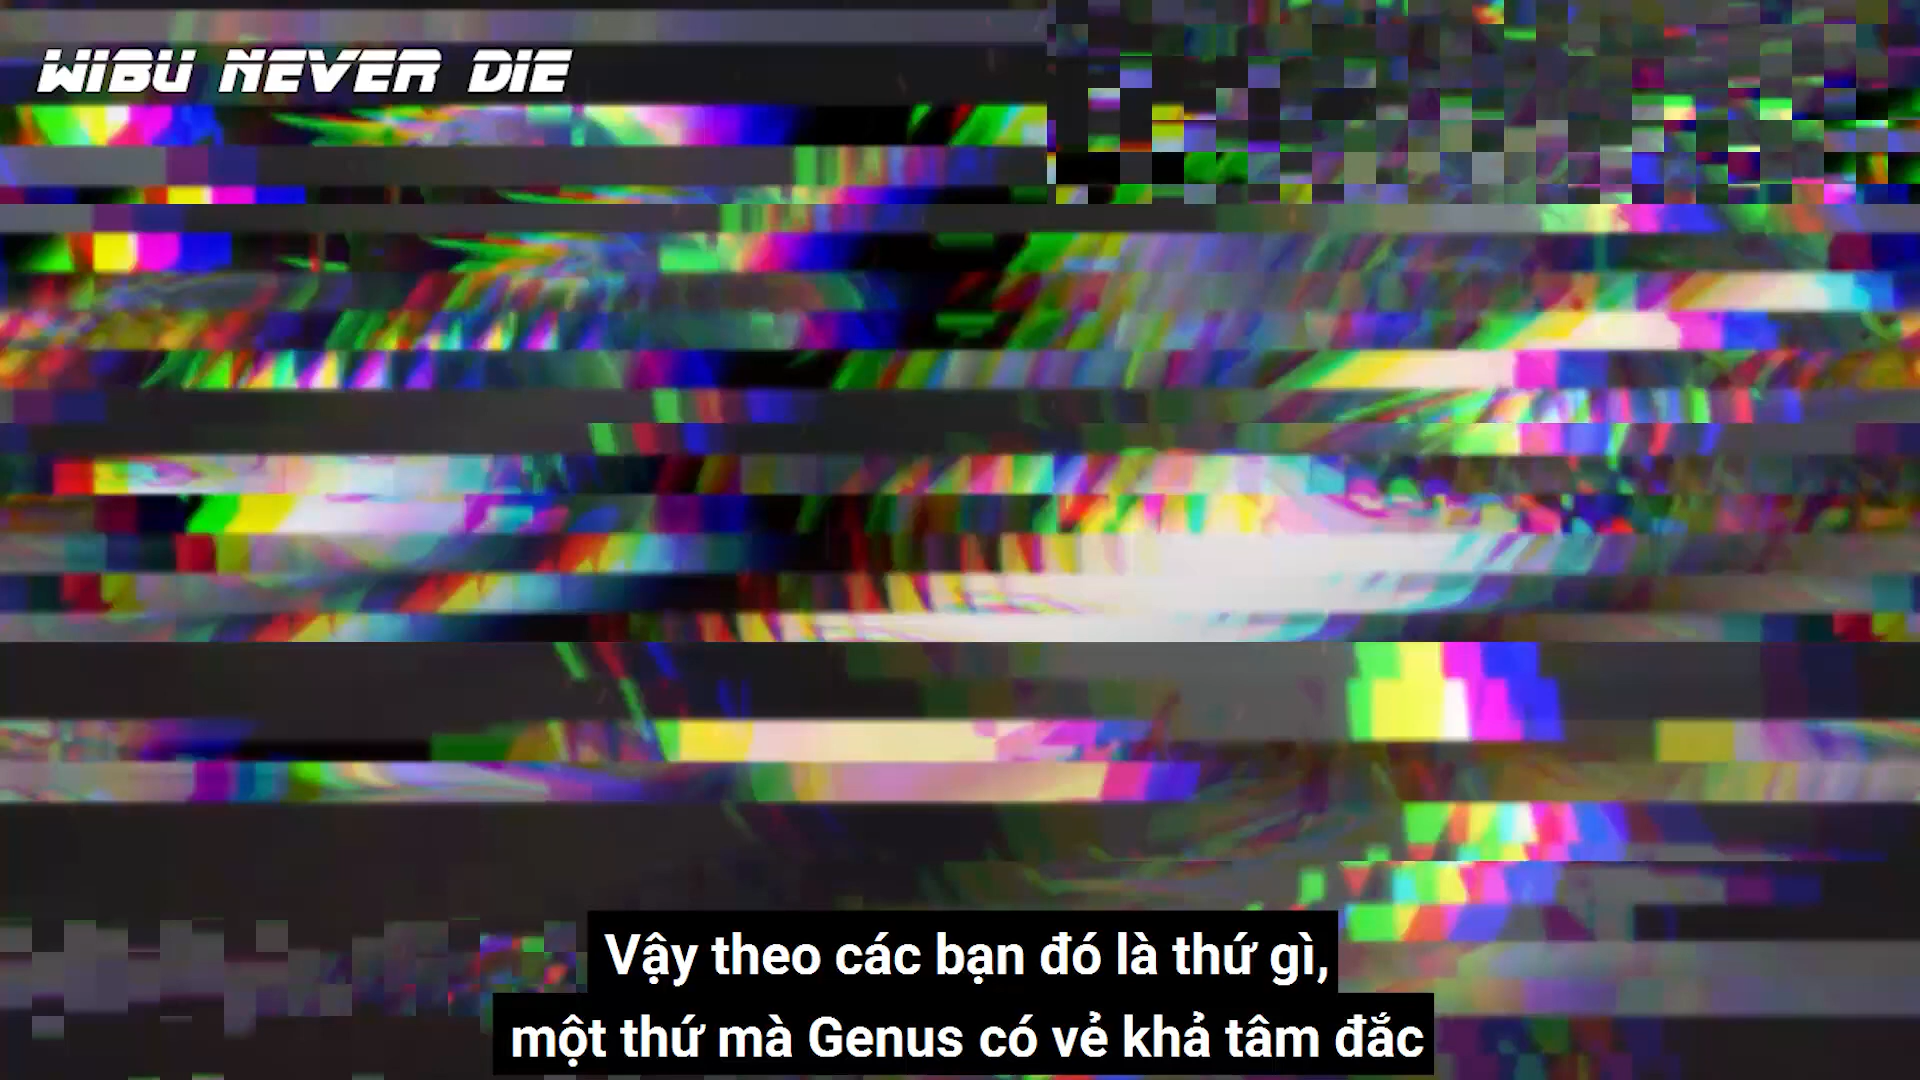 WIBU NEVER DIE
Vậy theo các bạn đó là thứ gì,
một thứ mà Genus có vẻ khả tâm đắc